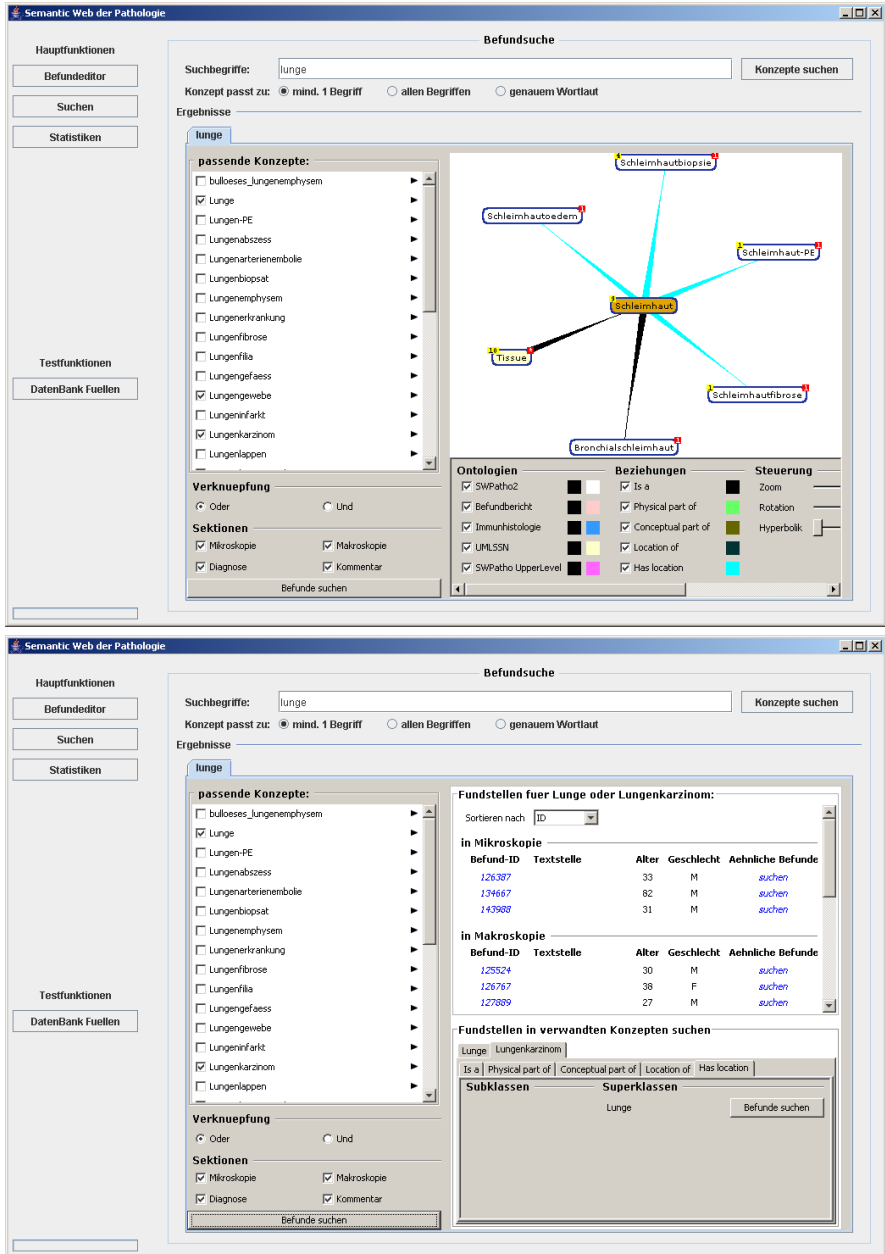 Semantic Web der Pathologie
Hauptfunktionen
Befundeditor
Suchen
Statistiken
Testfunktionen
DatenBank Fuellen
Befundsuche
Suchbegriffe: lunge Konzepte suchen
Konzept passt zu: mind. 1 Begriff allen Begriffen genauem Wortlaut
Ergebnisse
lunge
passende Konzepte:
bulloeses_lungenemphysem
Lunge
Lungen-PE
Lungenabszess
Lungenarterienembolie
Lungenbiopsat
Lungenemphysem
Lungenerkrankung
Lungenfibrose
Lungenfilia
Lungengefaess
Lungengewebe
Lungeninfarkt
Lungenkarzinom
Lungenlappen
Verknuepfung
Oder Und
Sektionen
Mikroskopie Makroskopie
Diagnose Kommentar
Befunde suchen
4 Schleimhautbiopsie 1
Schleimhautoedem 1
1 Schleimhaut-PE 1
Schleimhaut
Tissue
1 Schleimhautfibrose 1
Bronchialschleimhaut 1
Ontologien Beziehungen Steuerung
SWPatho2 Is a Zoom
Befundbericht Physical part of Rotation
Immunhistologie Conceptual part of Hyperbolik
UMLSSN Location of
SWPatho UpperLevel Has location
Semantic Web der Pathologie
Hauptfunktionen
Befundeditor
Suchen
Statistiken
Testfunktionen
DatenBank Fuellen
Befundsuche
Suchbegriffe: lunge Konzepte suchen
Konzept passt zu: mind. 1 Begriff allen Begriffen genauem Wortlaut
Ergebnisse
lunge
passende Konzepte:
bulloeses_lungenemphysem
Lunge
Lungen-PE
Lungenabszess
Lungenarterienembolie
Lungenbiopsat
Lungenemphysem
Lungenerkrankung
Lungenfibrose
Lungenfilia
Lungengefaess
Lungengewebe
Lungeninfarkt
Lungenkarzinom
Lungenlappen
Verknuepfung
Oder Und
Sektionen
Mikroskopie Makroskopie
Diagnose Kommentar
Befunde suchen
Fundstellen fuer Lunge oder Lungenkarzinom:
Sortieren nach ID
in Mikroskopie
Befund-ID Textstelle Alter Geschlecht Aehnliche Befunde
126387 33 M suchen
134667 82 M suchen
143988 31 M suchen
in Makroskopie
Befund-ID Textstelle Alter Geschlecht Aehnliche Befunde
125524 30 M suchen
126767 38 F suchen
127889 27 M suchen
Fundstellen in verwandten Konzepten suchen
Lunge Lungenkarzinom
Is a Physical part of Conceptual part of Location of Has location
Subklassen Superklassen
Lunge Befunde suchen